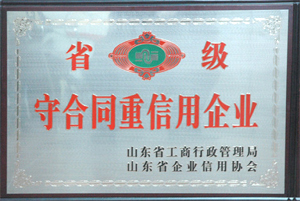 省 级
守合同重信用企业
山东省工商行政管理局
山东省企业信用协会